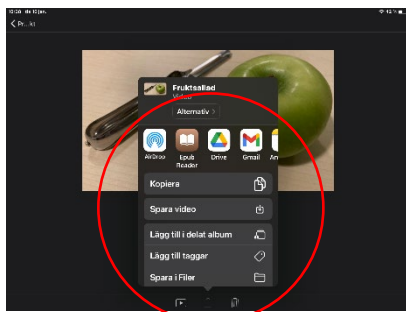 Fruktsallad
Video
Alternativ >
AirDrop
Epub Reader
Drive
Gmail
Kopiera
Spara video
Lägg till i delat album
Lägg till taggar
Spara i Filer